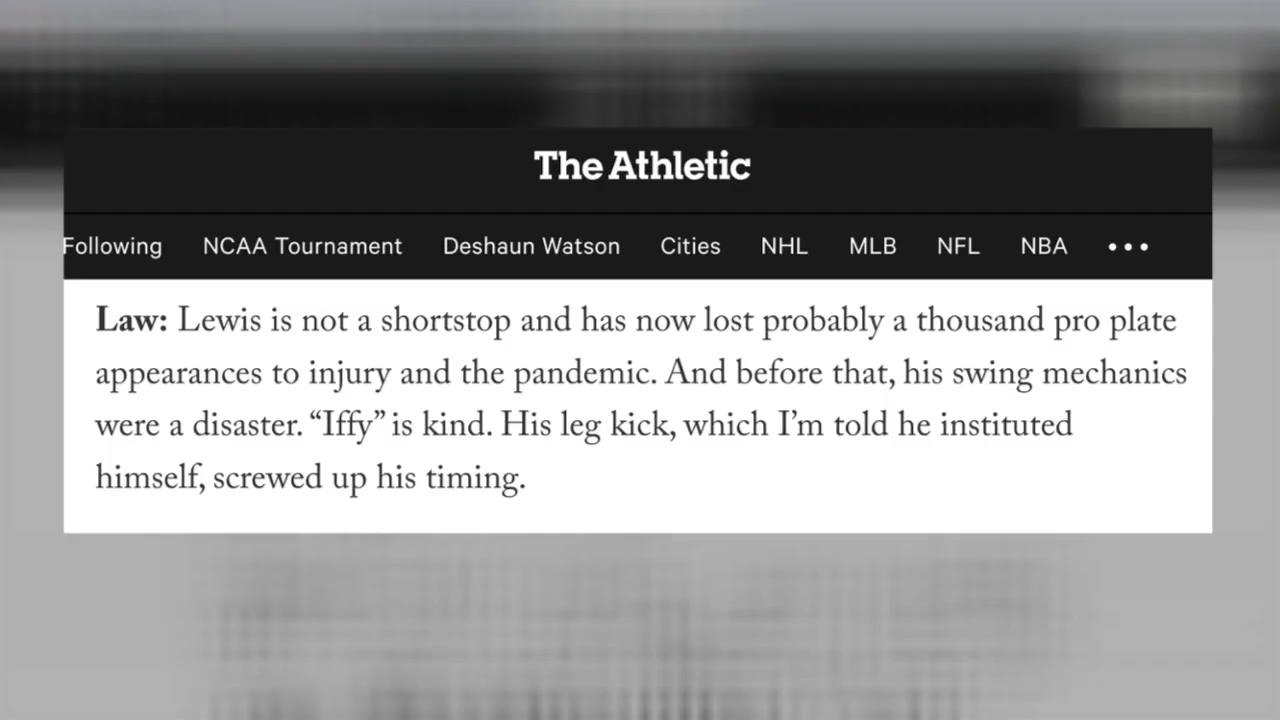 The Athletic
Following NCAA Tournament Deshaun Watson Cities NHL MLB NFL NBA •••
Law: Lewis is not a shortstop and has now lost probably a thousand pro plate
appearances to injury and the pandemic. And before that, his swing mechanics
were a disaster. “Iffy” is kind. His leg kick, which I’m told he instituted
himself, screwed up his timing.